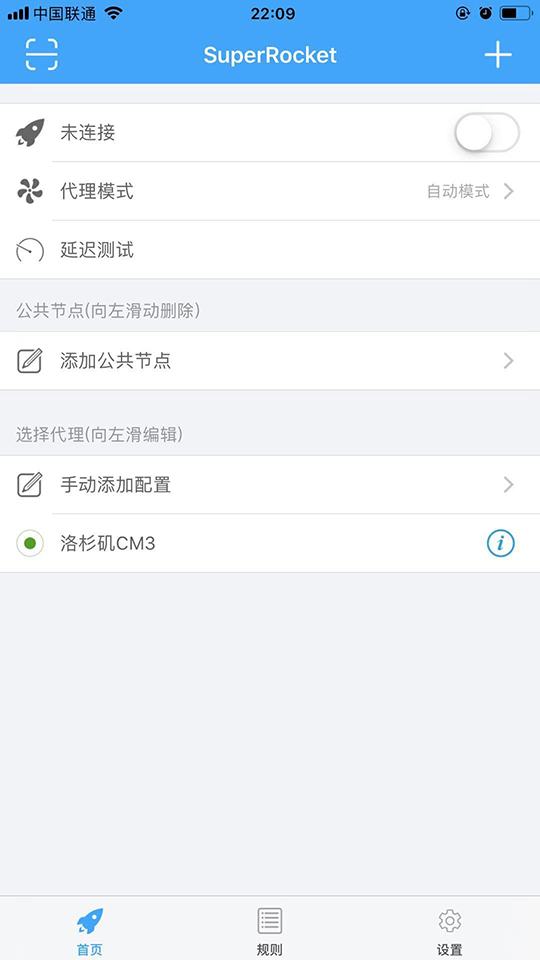 中国联通
22:09
SuperRocket
未连接
代理模式
自动模式
延迟测试
公共节点(向左滑动删除)
添加公共节点
选择代理(向左滑编辑)
手动添加配置
洛杉矶CM3
i
首页
规则
设置